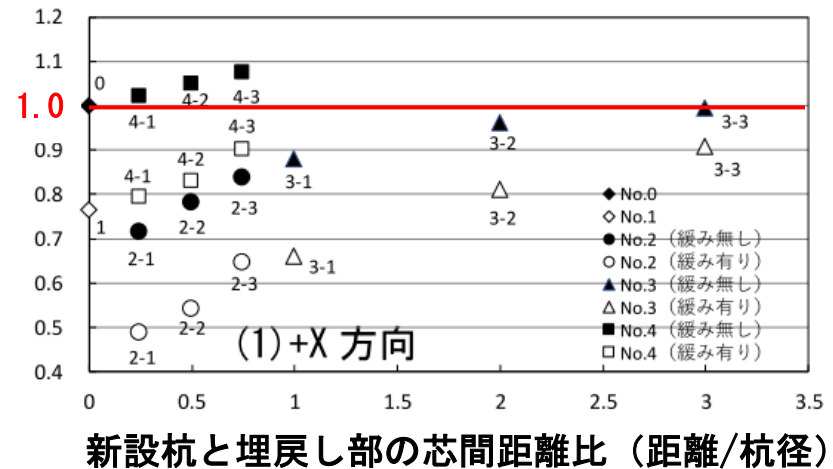 1.2
1.1
1.0
0.9
0.8
0.7
0.6
0.5
0.4
0
4-1
4-2
4-3
4-3
4-2
4-1
1
2-1
2-2
2-3
3-1
3-2
3-3
3-3
3-2
3-1
2-3
2-2
2-1
◆ No.0
◇ No.1
● No.2（緩み無し）
○ No.2（緩み有り）
▲ No.3（緩み無し）
△ No.3（緩み有り）
■ No.4（緩み無し）
□ No.4（緩み有り）
(1)+X 方向
0 0.5 1 1.5 2 2.5 3 3.5
新設杭と埋戻し部の芯間距離比（距離/杭径）